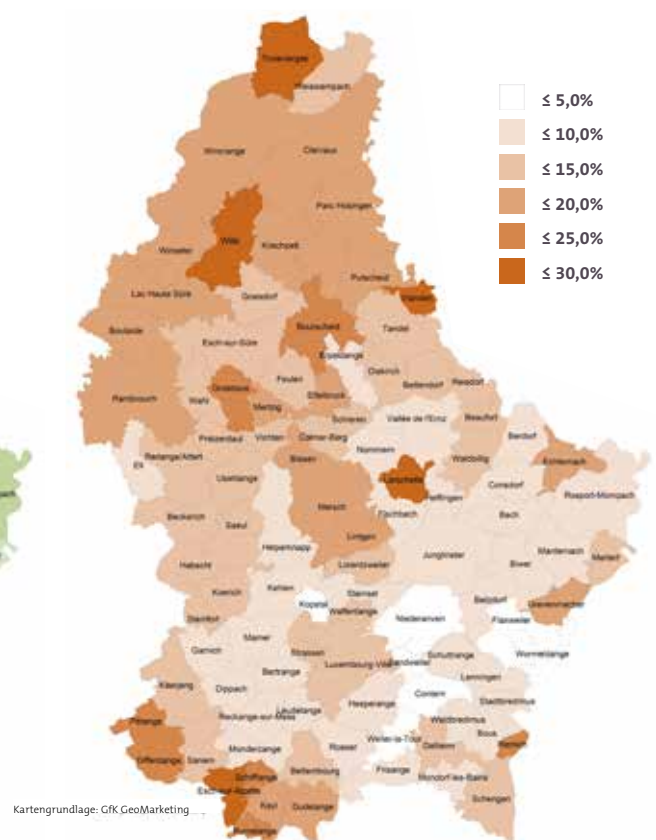 ≤ 5,0%
≤ 10,0%
≤ 15,0%
≤ 20,0%
≤ 25,0%
≤ 30,0%
Troisvierges
Weiswampach
Wincrange
Clervaux
Parc Hosingen
Wiltz
Kiischpelt
Winseler
Putscheid
Lac Haute Sûre
Goesdorf
Vianden
Boulaide
Bourscheid
Tandel
Esch-sur-Sûre
Erpeldange
Diekirch
Feulen
Bettendorf
Reisdorf
Grosbous
Ettelbruck
Rambrouch
Wahl
Mertzig
Schieren
Vallée de l'Ernz
Beaufort
Préizerdaul
Vichten
Colmar-Berg
Berdorf
Nommern
Ell
Redange/Attert
Bissen
Waldbillig
Echternach
Useldange
Larochette
Consdorf
Heffingen
Rosport-Mompach
Mersch
Fischbach
Bech
Beckerich
Saeul
Lintgen
Helperknapp
Junglinster
Manternach
Mertert
Habscht
Lorentzweiler
Biwer
Koerich
Kehlen
Steinsel
Kopstal
Walferdange
Betzdorf
Grevenmacher
Steinfort
Niederanven
Flaxweiler
Mamer
Garnich
Strassen
Schuttrange
Wormeldange
Luxembourg-Ville
Sandweiler
Bertrange
Lenningen
Käerjeng
Dippach
Contern
Leudelange
Hesperange
Stadtbredimus
Reckange-sur-Mess
Waldbredimus
Pétange
Bous
Weiler-la-Tour
Dalheim
Remich
Mondercange
Roeser
Differdange
Sanem
Bettembourg
Frisange
Mondorf-les-Bains
Schifflange
Esch-sur-Alzette
Schengen
Kayl
Dudelange
Rumelange
Kartengrundlage: GfK GeoMarketing